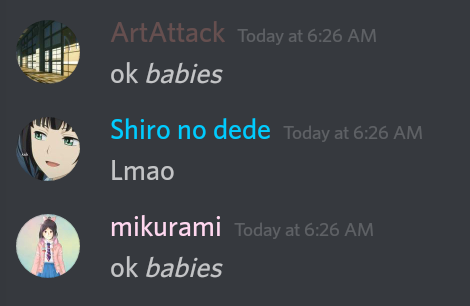 ArtAttack Today at 6:26 AM
ok babies
Shiro no dede Today at 6:26 AM
Lmao
mikurami Today at 6:26 AM
ok babies